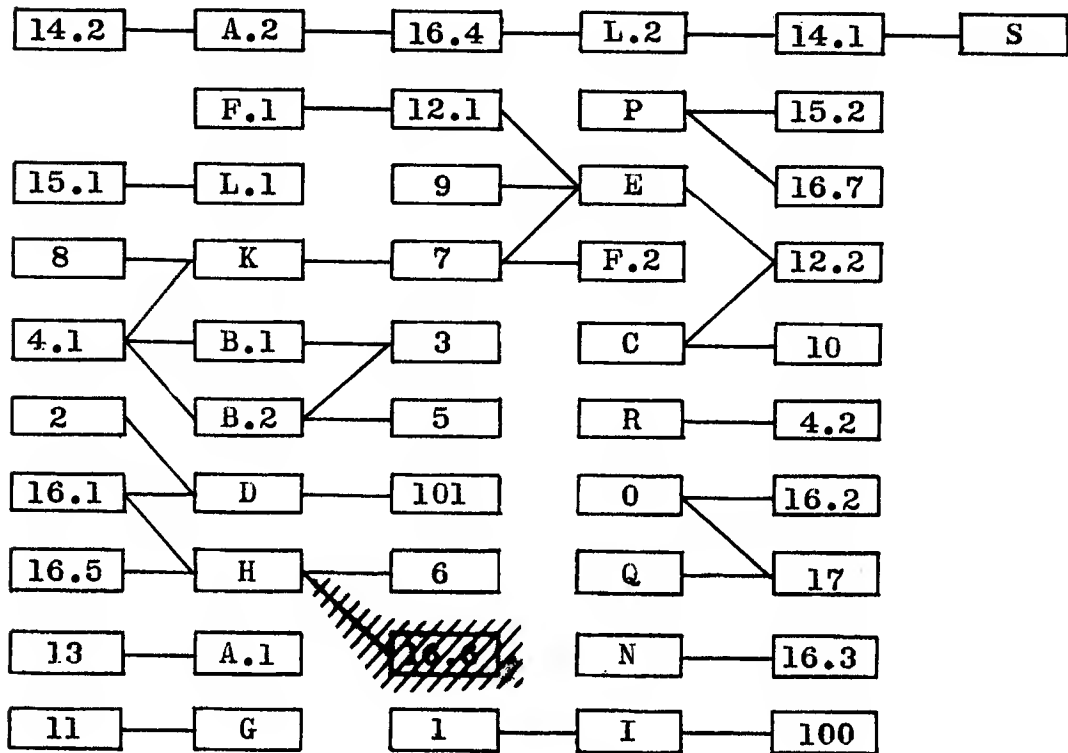 14.2 A.2 16.4 L.2 14.1 S
F.1 12.1 P 15.2
15.1 L.1 9 E 16.7
8 K 7 F.2 12.2
4.1 B.1 3 C 10
2 B.2 5 R 4.2
16.1 D 101 O 16.2
16.5 H 6 Q 17
13 A.1 16.6 N 16.3
11 G 1 I 100